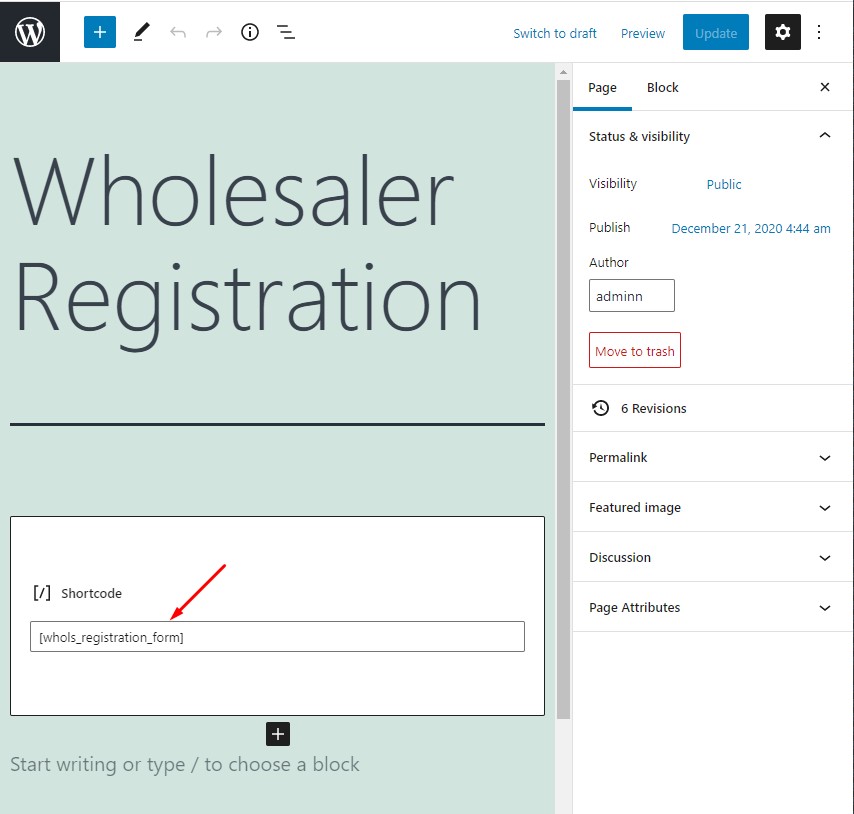 Switch to draft
Preview
Update
Wholesaler
Registration
[/] Shortcode
[whols_registration_form]
Start writing or type / to choose a block
Page
Block
Status & visibility
Visibility
Public
Publish
December 21, 2020 4:44 am
Author
adminn
Move to trash
6 Revisions
Permalink
Featured image
Discussion
Page Attributes